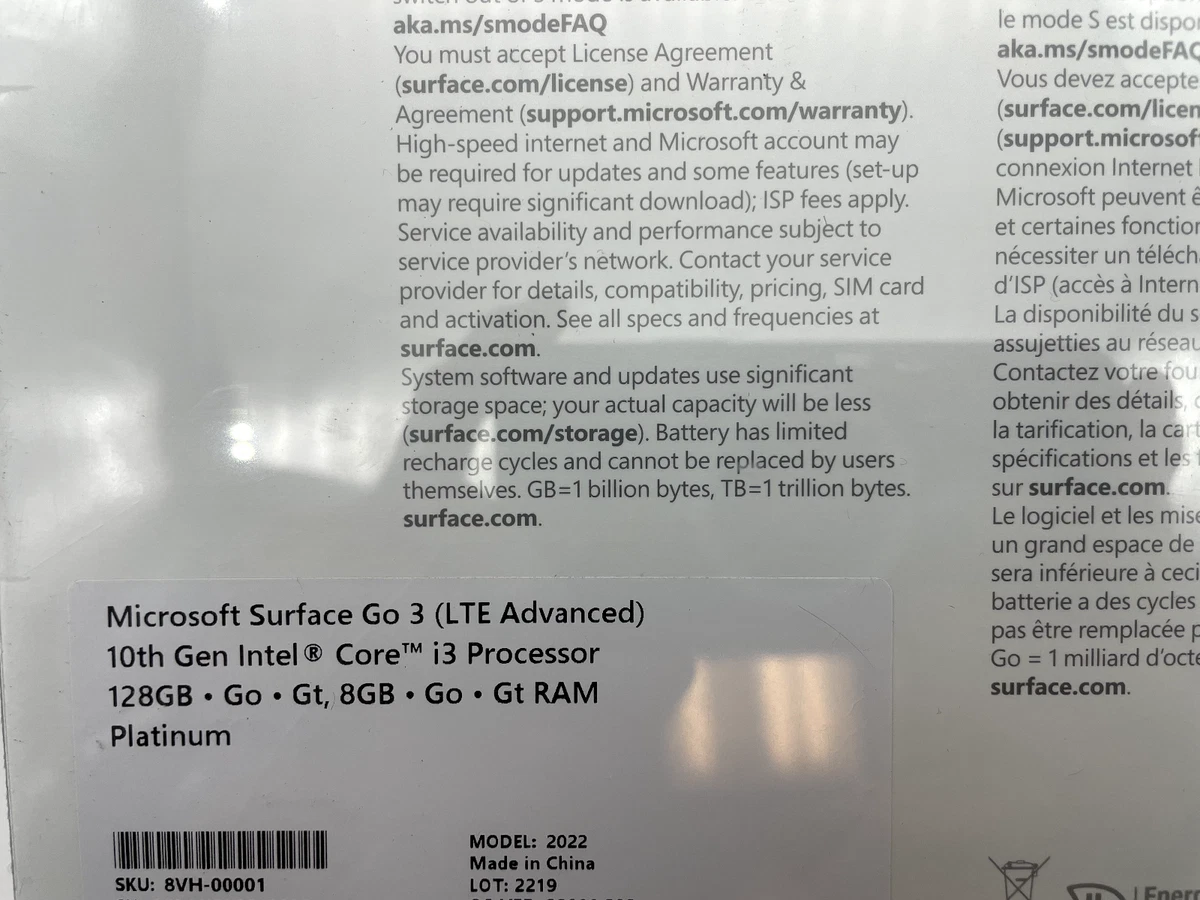 aka.ms/smodeFAQ
You must accept License Agreement
(surface.com/license) and Warranty &
Agreement (support.microsoft.com/warranty).
High-speed internet and Microsoft account may
be required for updates and some features (set-up
may require significant download); ISP fees apply.
Service availability and performance subject to
service provider's network. Contact your service
provider for details, compatibility, pricing, SIM card
and activation. See all specs and frequencies at
surface.com.
System software and updates use significant
storage space; your actual capacity will be less
(surface.com/storage). Battery has limited
recharge cycles and cannot be replaced by users
themselves. GB=1 billion bytes, TB=1 trillion bytes.
surface.com.
le mode S est dispo
aka.ms/smodeFAQ
Vous devez accepte
(surface.com/licen
(support.microsof
connexion Internet
Microsoft peuvent ê
et certaines fonction
nécessiter un téléch
d'ISP (accès à Intern
La disponibilité du s
assujetties au réseau
Contactez votre fou
obtenir des détails,
la tarification, la cart
spécifications et les
sur surface.com.
Le logiciel et les mise
un grand espace de
sera inférieure à ceci
batterie a des cycles
pas être remplacée p
Go = 1 milliard d'octe
surface.com.
Microsoft Surface Go 3 (LTE Advanced)
10th Gen Intel® Core™ i3 Processor
128GB • Go • Gt, 8GB • Go • Gt RAM
Platinum
SKU: 8VH-00001
MODEL: 2022
Made in China
LOT: 2219
Energ